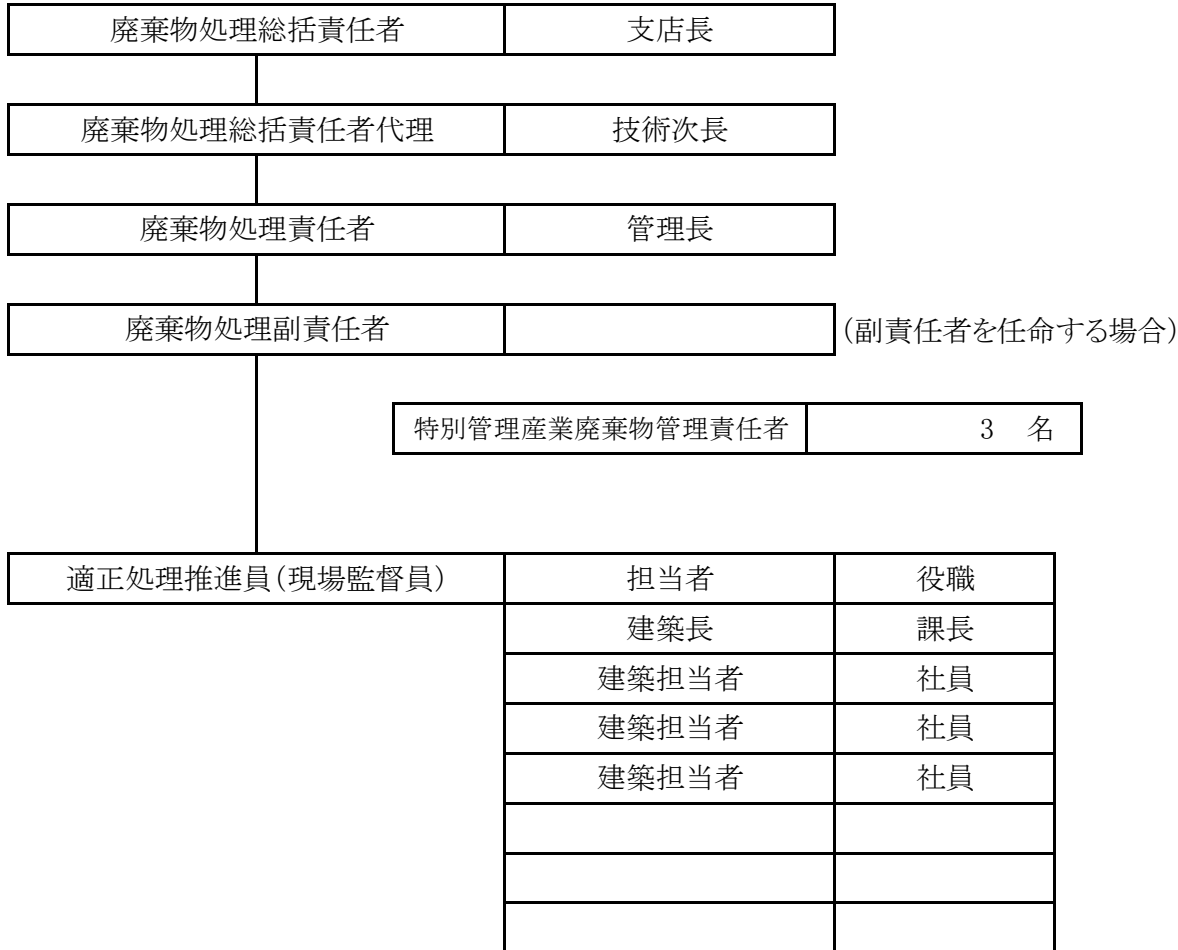 廃棄物処理総括責任者 支店長
廃棄物処理総括責任者代理 技術次長
廃棄物処理責任者 管理長
廃棄物処理副責任者 (副責任者を任命する場合)
特別管理産業廃棄物管理責任者 3 名
適正処理推進員(現場監督員) 担当者 役職
建築長 課長
建築担当者 社員
建築担当者 社員
建築担当者 社員